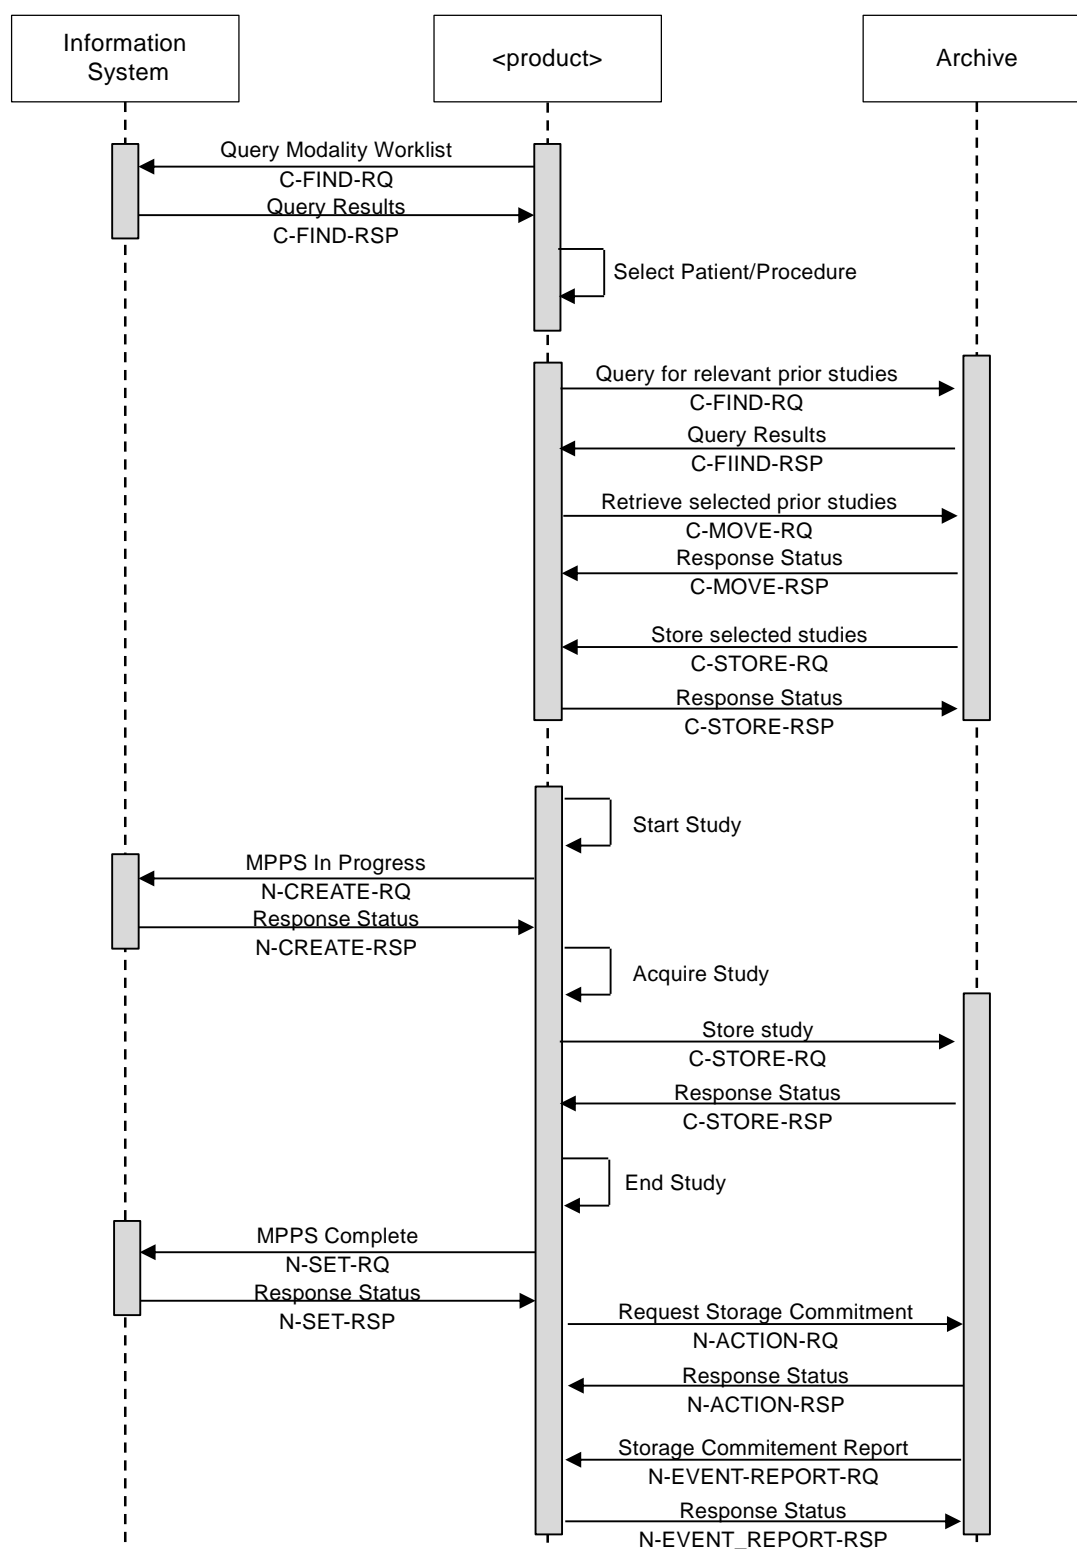 Information
System
<product>
Archive
Query Modality Worklist
C-FIND-RQ
Query Results
C-FIND-RSP
Select Patient/Procedure
Query for relevant prior studies
C-FIND-RQ
Query Results
C-FIIND-RSP
Retrieve selected prior studies
C-MOVE-RQ
Response Status
C-MOVE-RSP
Store selected studies
C-STORE-RQ
Response Status
C-STORE-RSP
Start Study
MPPS In Progress
N-CREATE-RQ
Response Status
N-CREATE-RSP
Acquire Study
Store study
C-STORE-RQ
Response Status
C-STORE-RSP
End Study
MPPS Complete
N-SET-RQ
Response Status
N-SET-RSP
Request Storage Commitment
N-ACTION-RQ
Response Status
N-ACTION-RSP
Storage Commitement Report
N-EVENT-REPORT-RQ
Response Status
N-EVENT_REPORT-RSP